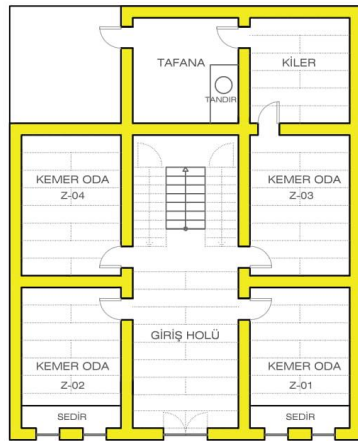 TAFANA
KİLER
TANDIR
KEMER ODA
Z-04
KEMER ODA
Z-03
GİRİŞ HOLÜ
KEMER ODA
Z-02
KEMER ODA
Z-01
SEDİR
SEDİR